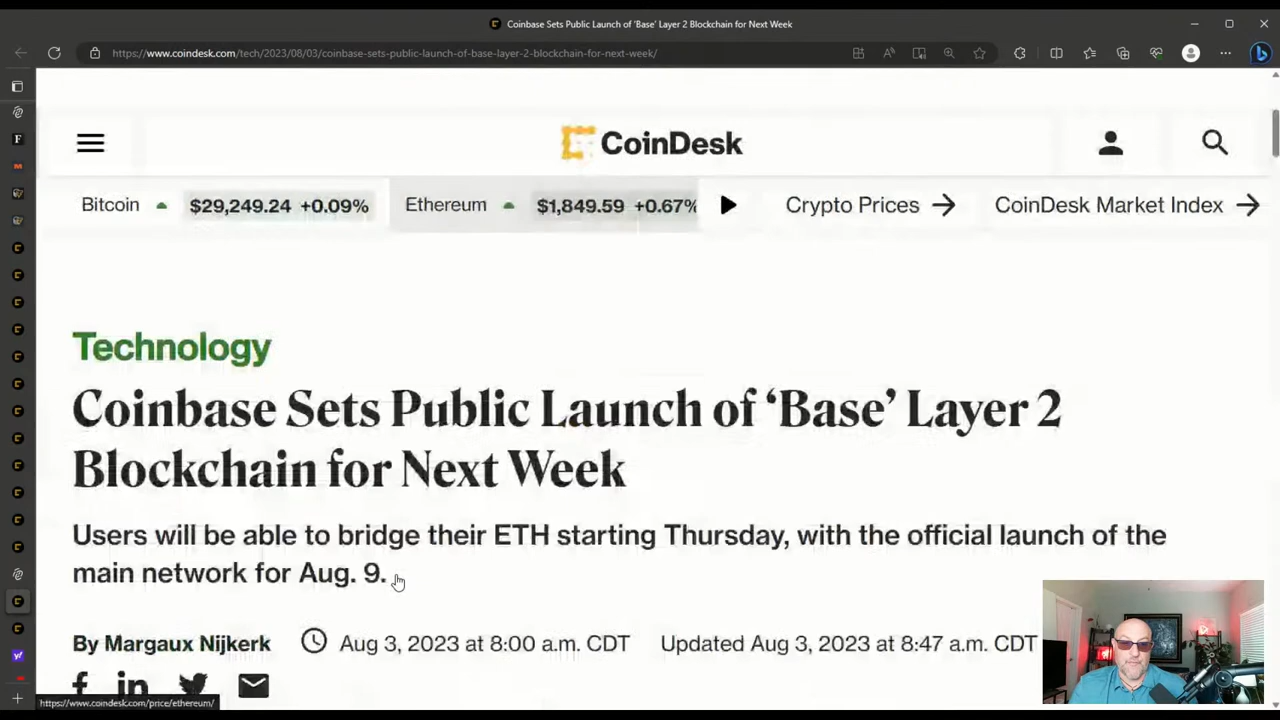 Coinbase Sets Public Launch of 'Base' Layer 2 Blockchain for Next Week
https://www.coindesk.com/tech/2023/08/03/coinbase-sets-public-launch-of-base-layer-2-blockchain-for-next-week/
CoinDesk
Bitcoin $29,249.24 +0.09% Ethereum $1,849.59 +0.67% Crypto Prices → CoinDesk Market Index →
Technology
Coinbase Sets Public Launch of ‘Base’ Layer 2
Blockchain for Next Week
Users will be able to bridge their ETH starting Thursday, with the official launch of the
main network for Aug. 9.
By Margaux Nijkerk Aug 3, 2023 at 8:00 a.m. CDT Updated Aug 3, 2023 at 8:47 a.m. CDT
https://www.coindesk.com/price/ethereum/